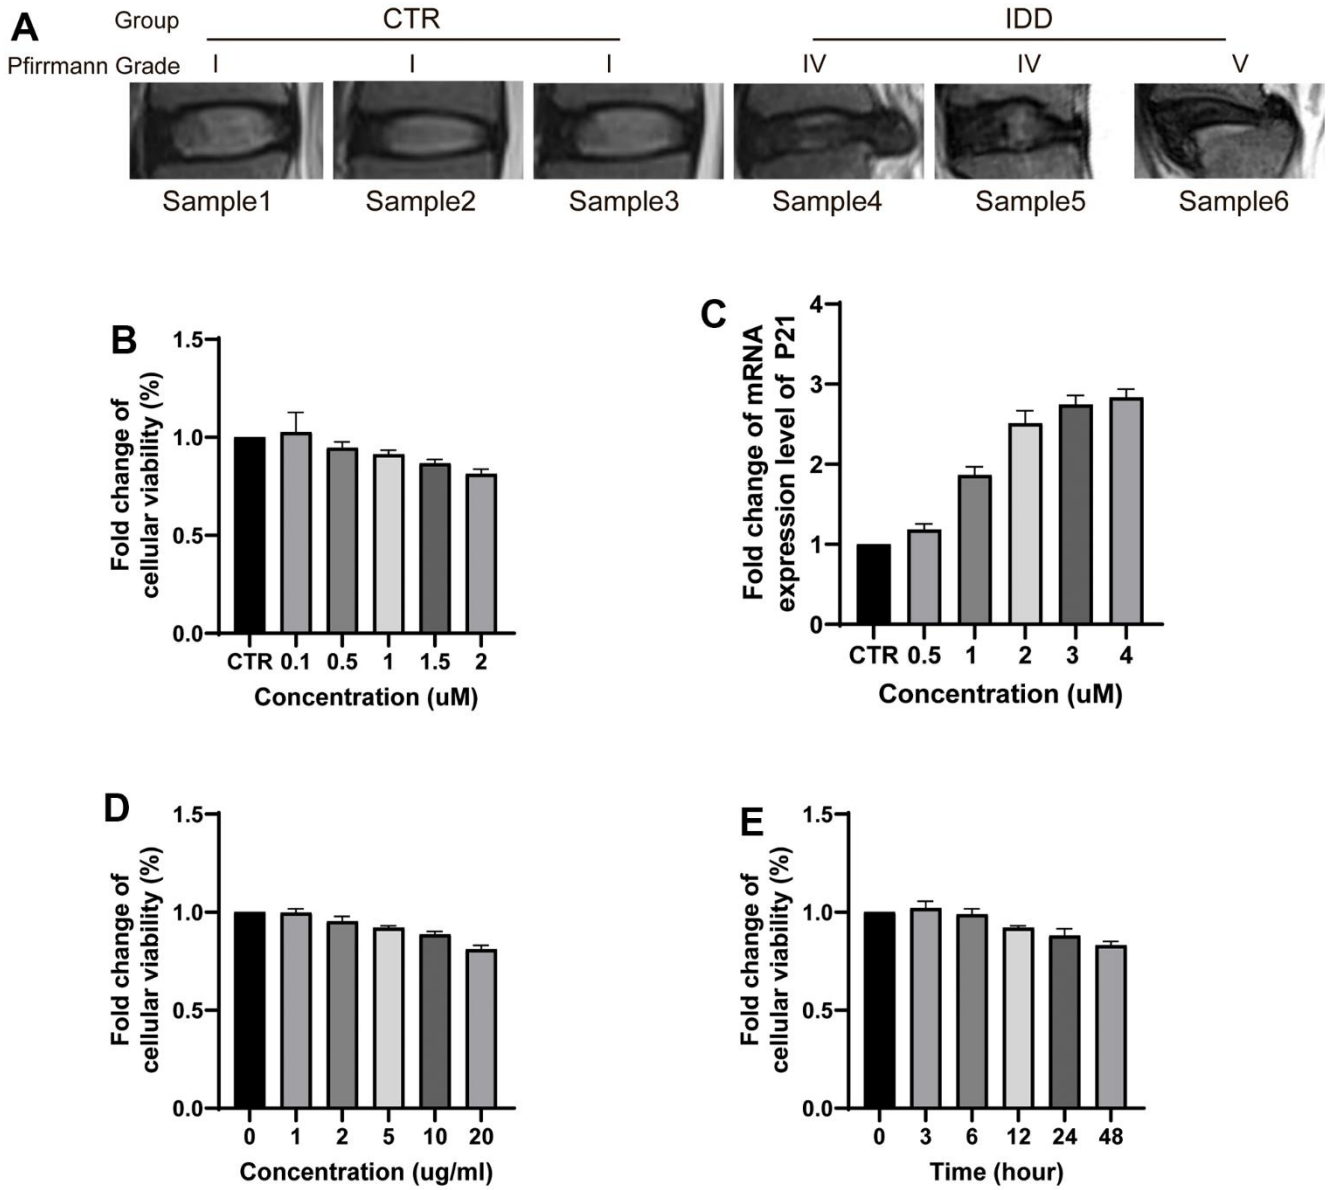 A
Group CTR IDD
Pfirrmann Grade I I I IV IV V
Sample1 Sample2 Sample3 Sample4 Sample5 Sample6
B
Fold change of
cellular viability (%)
1.5
1.0
0.5
0.0
CTR 0.1 0.5 1 1.5 2
Concentration (uM)
C
Fold change of mRNA
expression level of P21
4
3
2
1
0
CTR 0.5 1 2 3 4
Concentration (uM)
D
Fold change of
cellular viability (%)
1.5
1.0
0.5
0.0
0 1 2 5 10 20
Concentration (ug/ml)
E
Fold change of
cellular viability (%)
1.5
1.0
0.5
0.0
0 3 6 12 24 48
Time (hour)